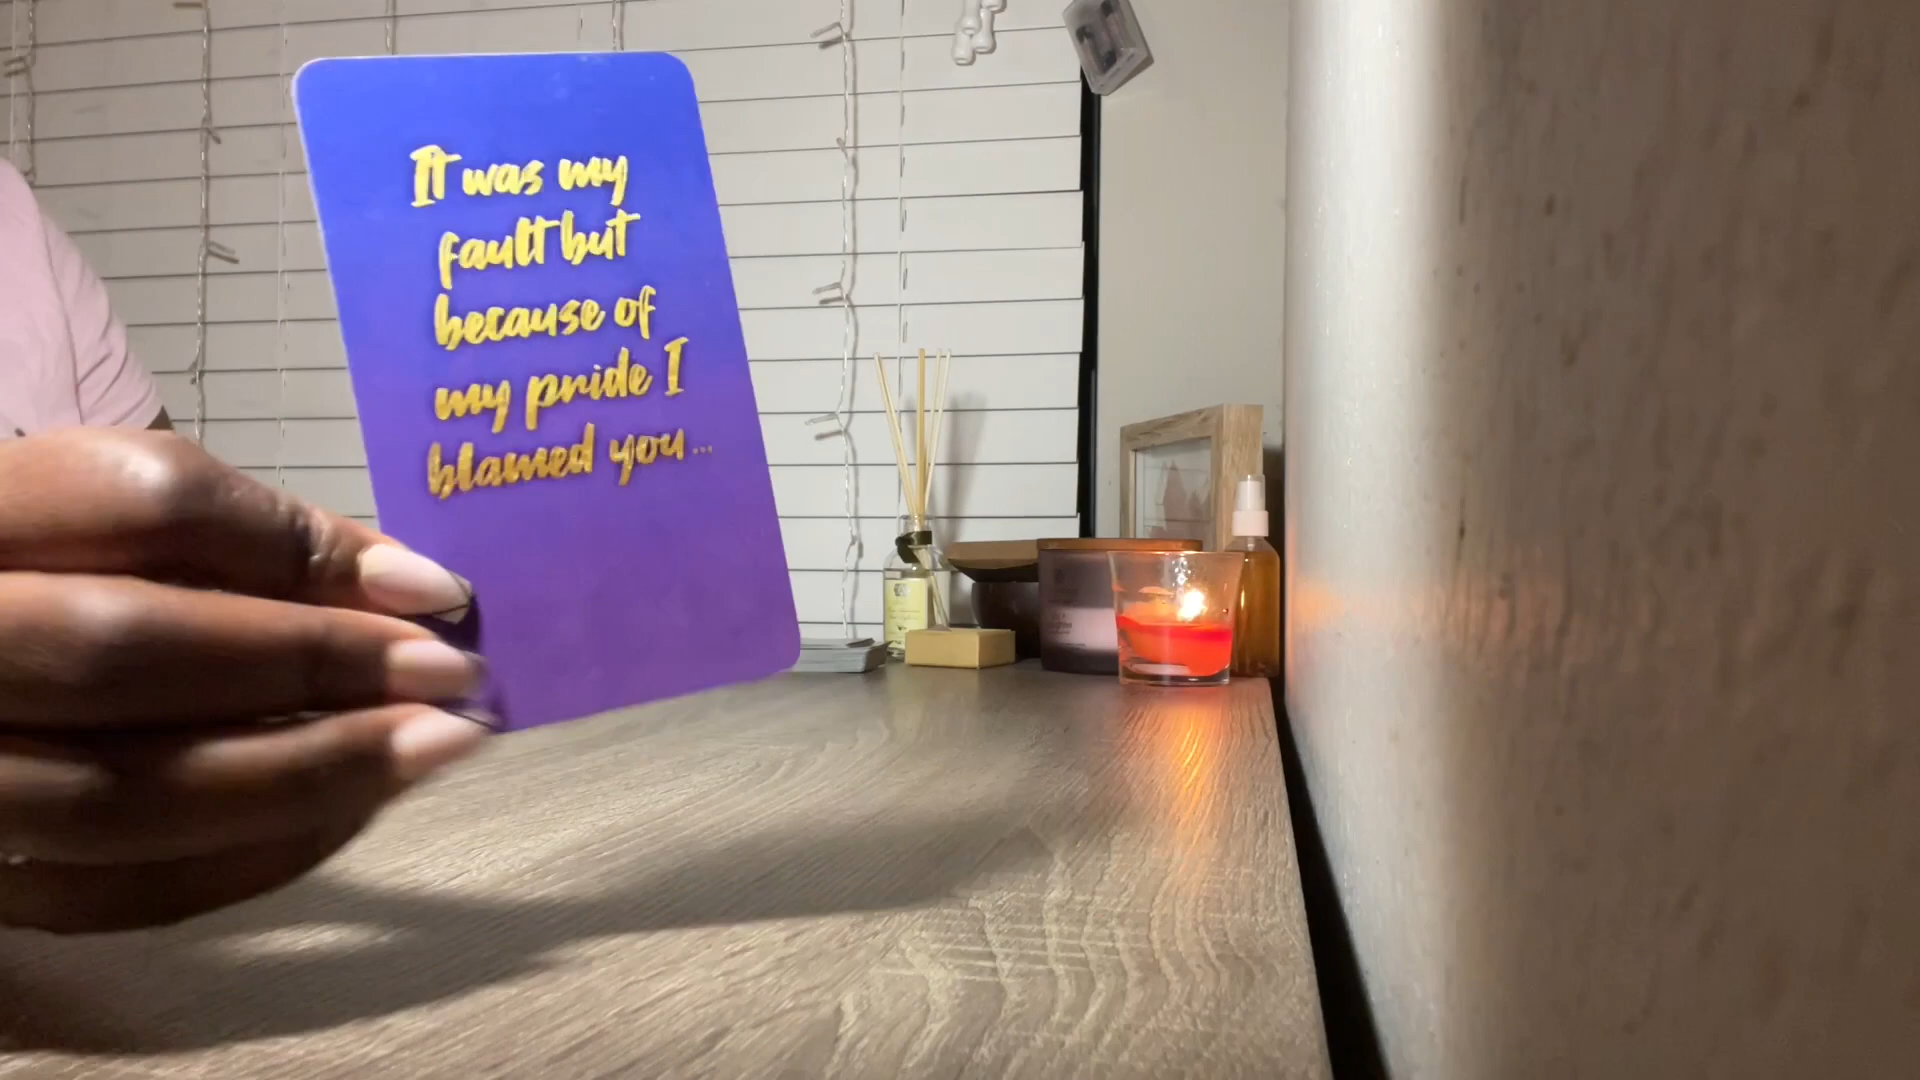 It was my
fault but
because of
my pride I
blamed you...